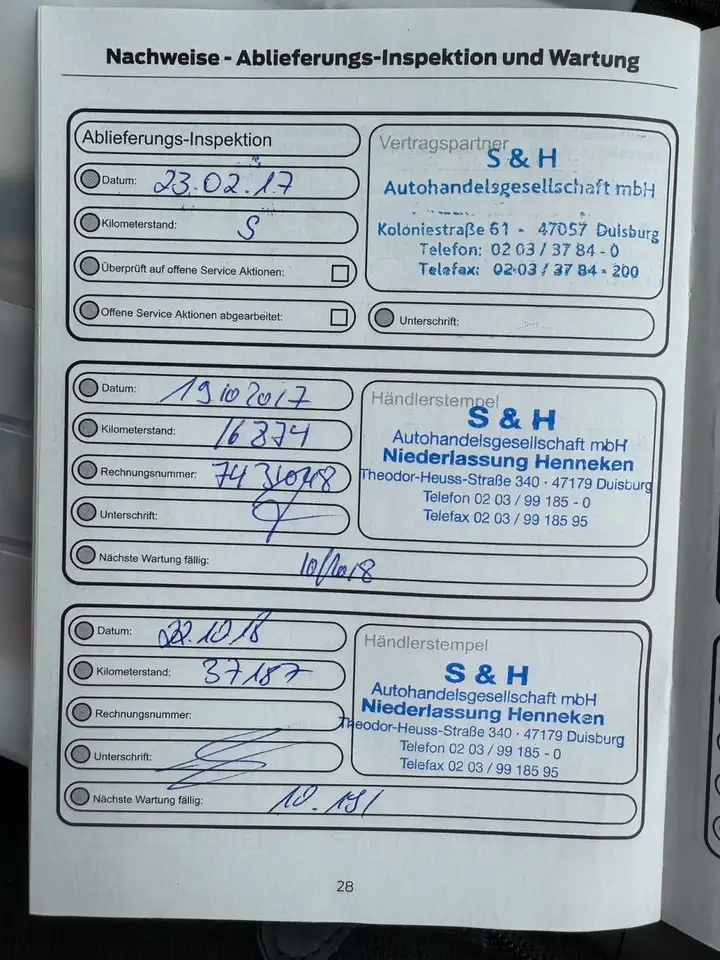 Nachweise - Ablieferungs-Inspektion und Wartung
Ablieferungs-Inspektion
Datum: 23.02.17
Kilometerstand: S
Überprüft auf offene Service Aktionen:
Offene Service Aktionen abgearbeitet:
Vertragspartner
S & H
Autohandelsgesellschaft mbH
Koloniestraße 61 - 47057 Duisburg
Telefon: 02 03 / 37 84 - 0
Telefax: 02 03 / 37 84 - 200
Unterschrift:
Datum: 19 10 2017
Kilometerstand: 16874
Rechnungsnummer:
Unterschrift:
Nächste Wartung fällig: 10/2018
Händlerstempel
S & H
Autohandelsgesellschaft mbH
Niederlassung Henneken
Theodor-Heuss-Straße 340 · 47179 Duisburg
Telefon 02 03 / 99 185 - 0
Telefax 02 03 / 99 185 95
Datum: 22.10.18
Kilometerstand: 37187
Rechnungsnummer:
Unterschrift:
Nächste Wartung fällig: 10.19
Händlerstempel
S & H
Autohandelsgesellschaft mbH
Niederlassung Henneken
Theodor-Heuss-Straße 340 · 47179 Duisburg
Telefon 02 03 / 99 185 - 0
Telefax 02 03 / 99 185 95
28